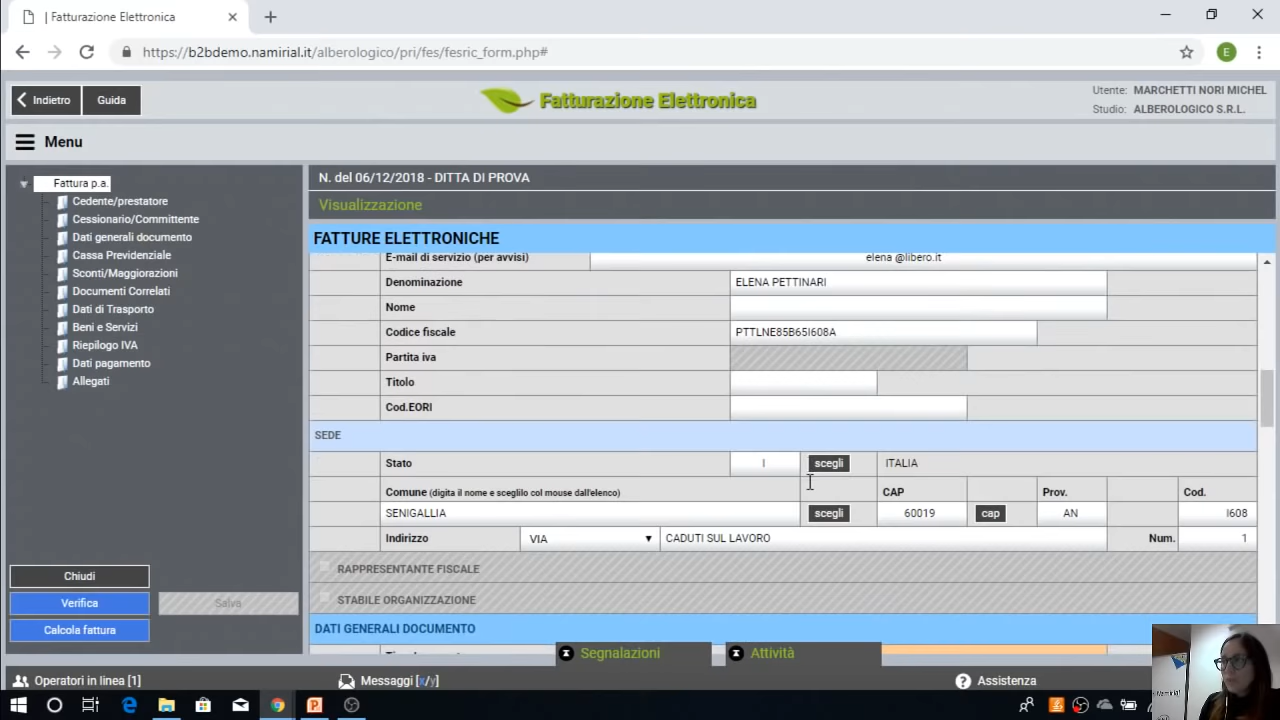 | Fatturazione Elettronica
https://b2bdemo.namirial.it/alberologico/pri/fes/fesric_form.php#
E
Indietro
Guida
Fatturazione Elettronica
Utente: MARCHETTI NORI MICHEL
Studio: ALBEROLOGICO S.R.L.
Menu
Fattura p.a.
Cedente/prestatore
Cessionario/Committente
Dati generali documento
Cassa Previdenziale
Sconti/Maggiorazioni
Documenti Correlati
Dati di Trasporto
Beni e Servizi
Riepilogo IVA
Dati pagamento
Allegati
Chiudi
Verifica
Salva
Calcola fattura
N. del 06/12/2018 - DITTA DI PROVA
Visualizzazione
FATTURE ELETTRONICHE
E-mail di servizio (per avvisi) elena @libero.it
Denominazione ELENA PETTINARI
Nome
Codice fiscale PTTLNE85B65I608A
Partita iva
Titolo
Cod.EORI
SEDE
Stato I scegli ITALIA
Comune (digita il nome e sceglilo col mouse dall'elenco) CAP Prov. Cod.
SENIGALLIA scegli 60019 cap AN I608
Indirizzo VIA CADUTI SUL LAVORO Num. 1
RAPPRESENTANTE FISCALE
STABILE ORGANIZZAZIONE
DATI GENERALI DOCUMENTO
Segnalazioni
Attività
Operatori in linea [1]
Messaggi [x/y]
Assistenza
Namirial